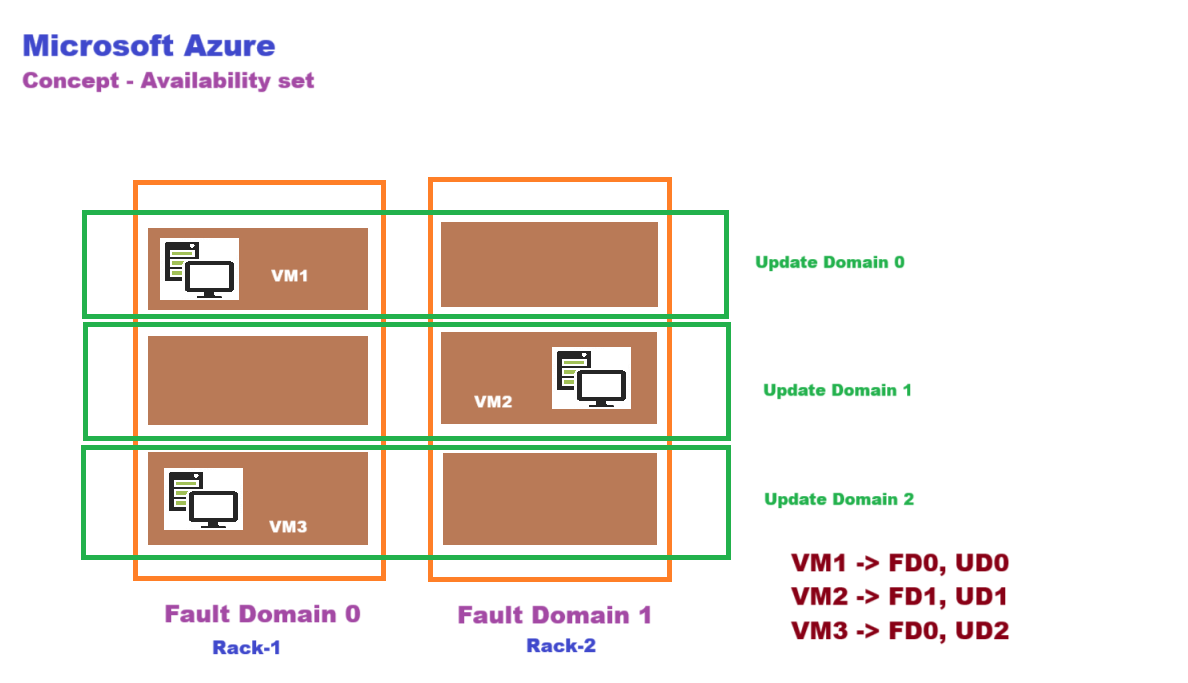 Microsoft Azure
Concept - Availability set
VM1
Update Domain 0
VM2
Update Domain 1
VM3
Update Domain 2
VM1 -> FD0, UD0
VM2 -> FD1, UD1
VM3 -> FD0, UD2
Fault Domain 0
Fault Domain 1
Rack-1
Rack-2